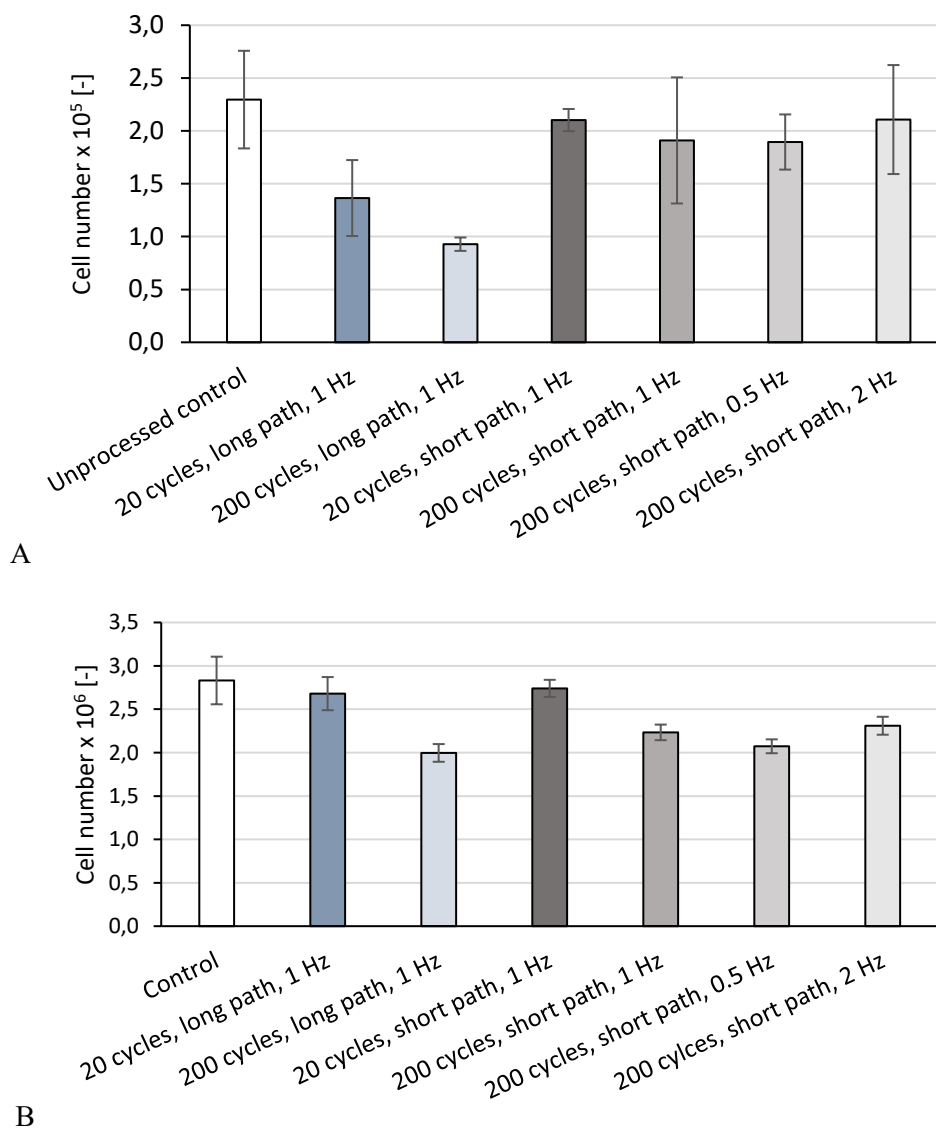 3,0
2,5
2,0
1,5
1,0
0,5
0,0
Cell number x 10⁵ [-]
Unprocessed control
20 cycles, long path, 1 Hz
200 cycles, long path, 1 Hz
20 cycles, short path, 1 Hz
200 cycles, short path, 1 Hz
200 cycles, short path, 0.5 Hz
200 cycles, short path, 2 Hz
A
3,5
3,0
2,5
2,0
1,5
1,0
0,5
0,0
Cell number x 10⁶ [-]
Control
20 cycles, long path, 1 Hz
200 cycles, long path, 1 Hz
20 cycles, short path, 1 Hz
200 cycles, short path, 1 Hz
200 cycles, short path, 0.5 Hz
200 cylces, short path, 2 Hz
B